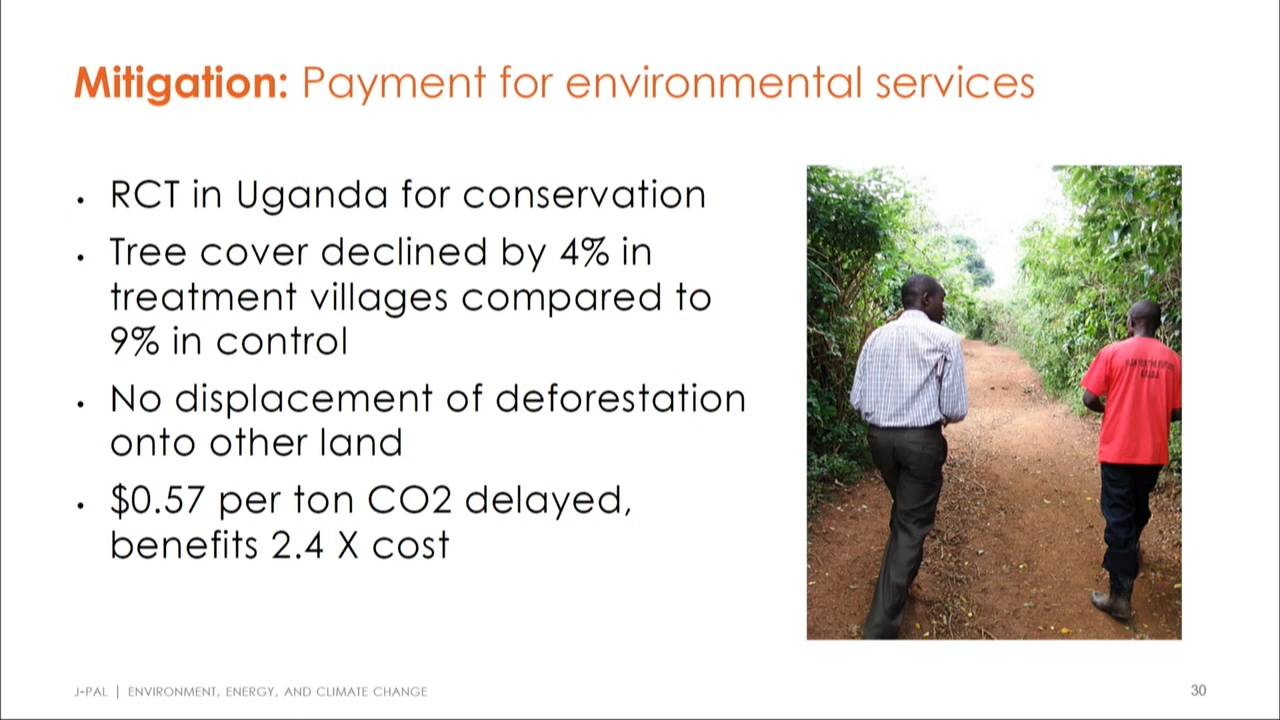 Mitigation: Payment for environmental services
• RCT in Uganda for conservation
• Tree cover declined by 4% in
treatment villages compared to
9% in control
• No displacement of deforestation
onto other land
• $0.57 per ton CO2 delayed,
benefits 2.4 X cost
J-PAL | ENVIRONMENT, ENERGY, AND CLIMATE CHANGE
30